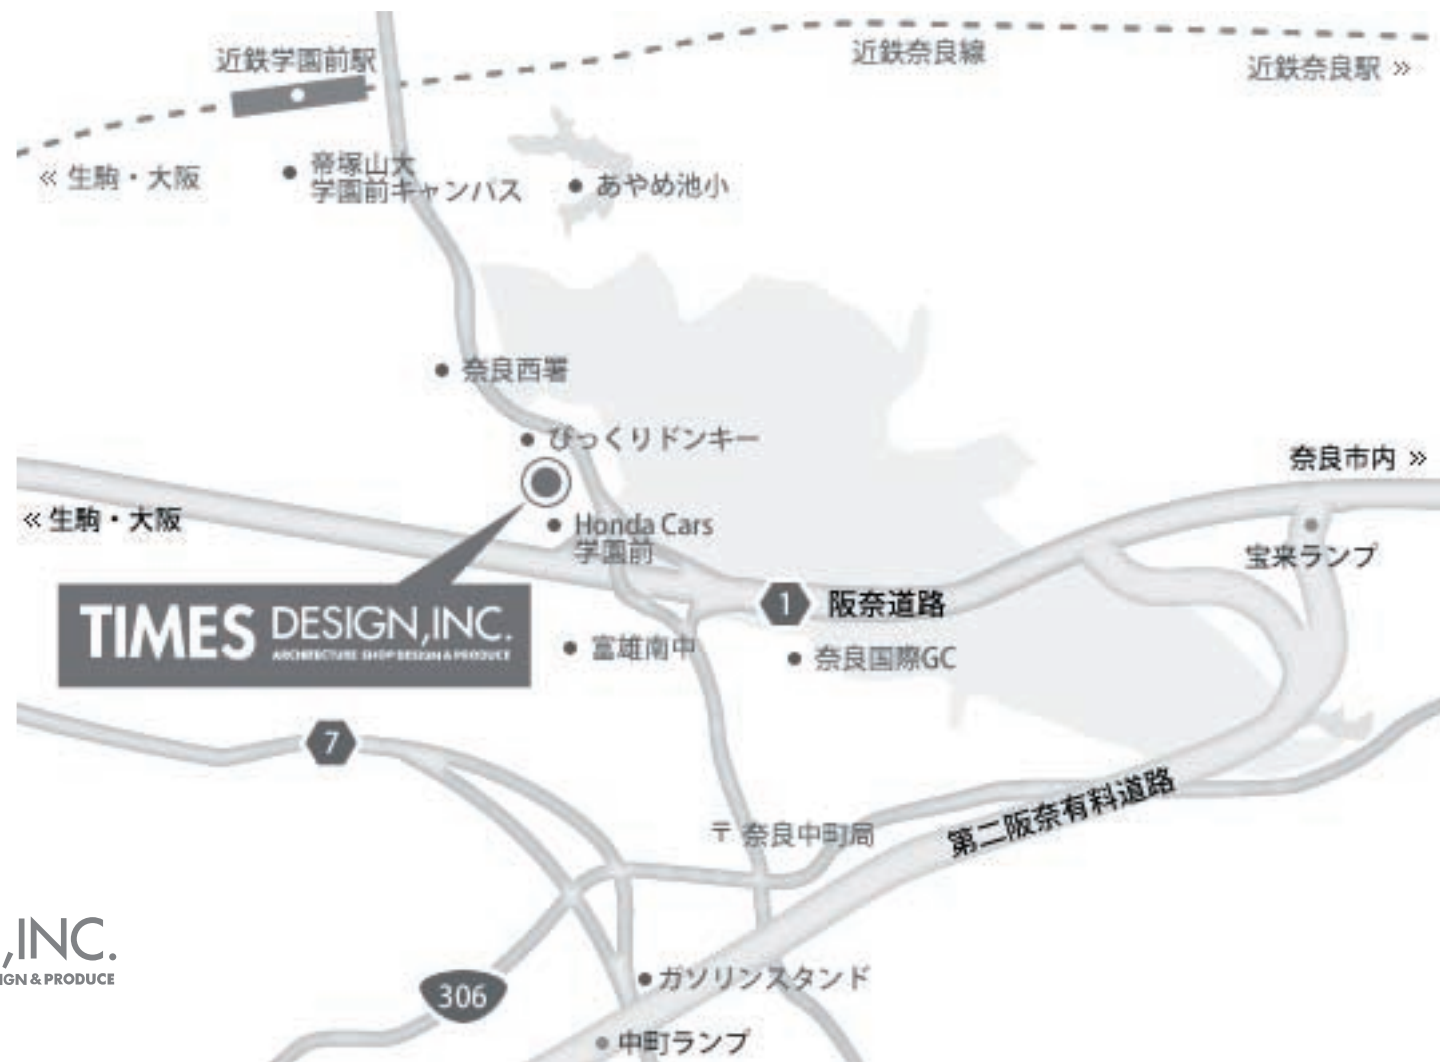 近鉄学園前駅
近鉄奈良線
近鉄奈良駅 »
« 生駒・大阪
帝塚山大
学園前キャンパス
あやめ池小
奈良西署
びっくりドンキー
奈良市内 »
« 生駒・大阪
Honda Cars
学園前
宝来ランプ
TIMES DESIGN,INC.
ARCHITECTURE SHOP DESIGN & PRODUCE
1
阪奈道路
富雄南中
奈良国際GC
7
第二阪奈有料道路
〒 奈良中町局
,INC.
IGN & PRODUCE
306
ガソリンスタンド
中町ランプ